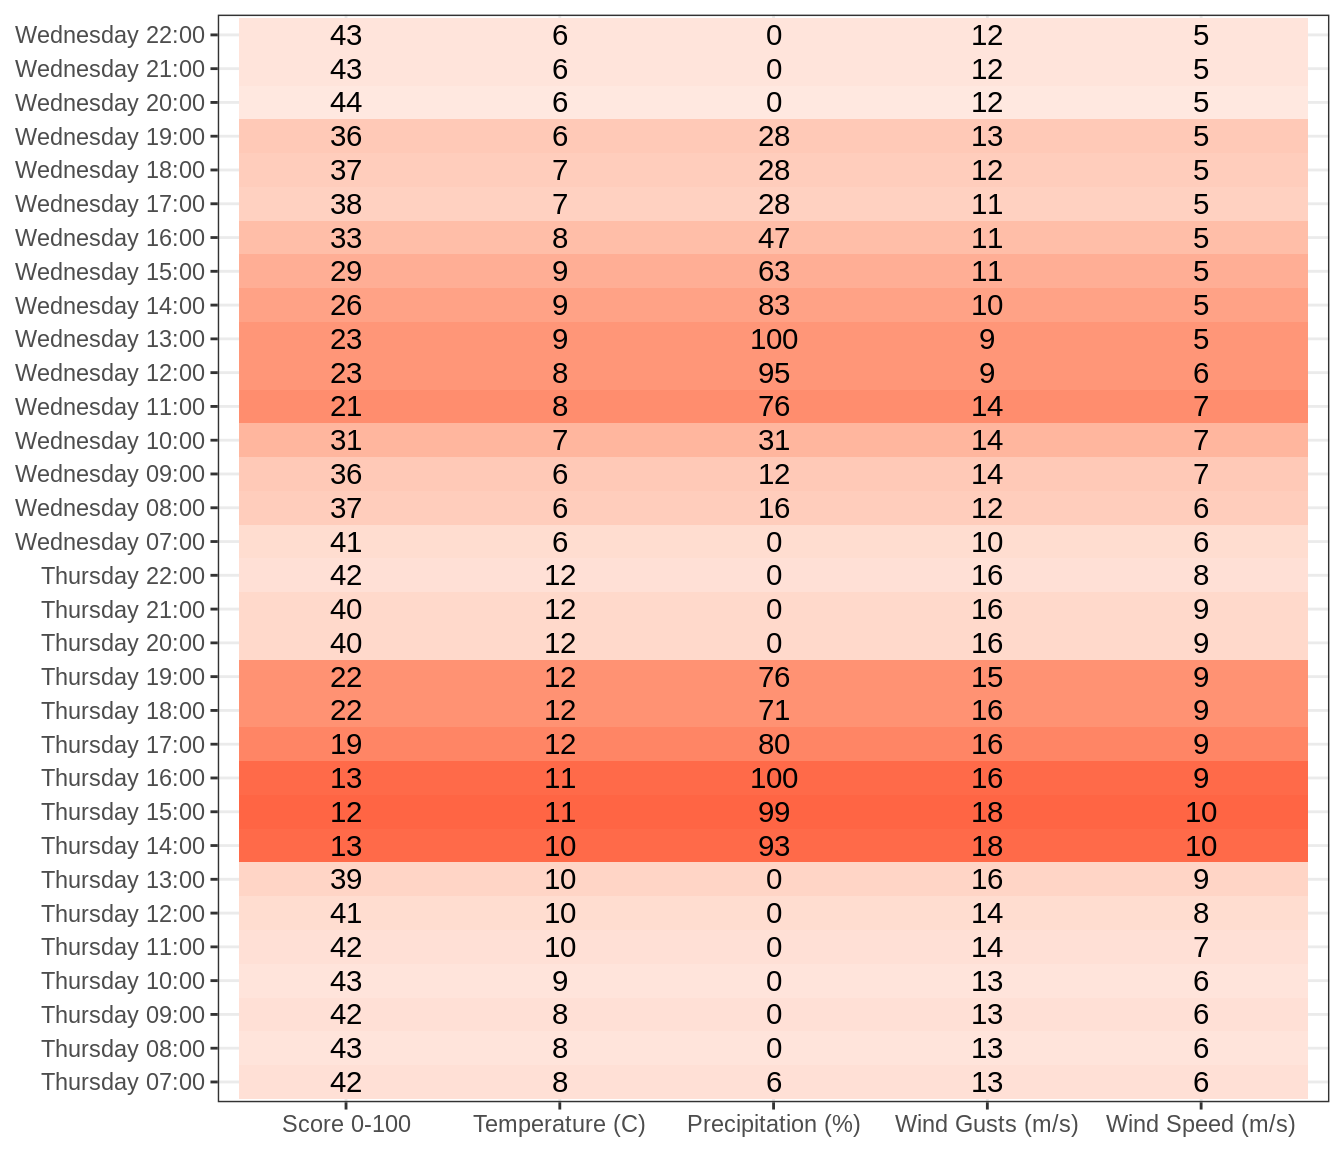 Wednesday 22:00 43 6 0 12 5
Wednesday 21:00 43 6 0 12 5
Wednesday 20:00 44 6 0 12 5
Wednesday 19:00 36 6 28 13 5
Wednesday 18:00 37 7 28 12 5
Wednesday 17:00 38 7 28 11 5
Wednesday 16:00 33 8 47 11 5
Wednesday 15:00 29 9 63 11 5
Wednesday 14:00 26 9 83 10 5
Wednesday 13:00 23 9 100 9 5
Wednesday 12:00 23 8 95 9 6
Wednesday 11:00 21 8 76 14 7
Wednesday 10:00 31 7 31 14 7
Wednesday 09:00 36 6 12 14 7
Wednesday 08:00 37 6 16 12 6
Wednesday 07:00 41 6 0 10 6
Thursday 22:00 42 12 0 16 8
Thursday 21:00 40 12 0 16 9
Thursday 20:00 40 12 0 16 9
Thursday 19:00 22 12 76 15 9
Thursday 18:00 22 12 71 16 9
Thursday 17:00 19 12 80 16 9
Thursday 16:00 13 11 100 16 9
Thursday 15:00 12 11 99 18 10
Thursday 14:00 13 10 93 18 10
Thursday 13:00 39 10 0 16 9
Thursday 12:00 41 10 0 14 8
Thursday 11:00 42 10 0 14 7
Thursday 10:00 43 9 0 13 6
Thursday 09:00 42 8 0 13 6
Thursday 08:00 43 8 0 13 6
Thursday 07:00 42 8 6 13 6
Score 0-100 Temperature (C) Precipitation (%) Wind Gusts (m/s) Wind Speed (m/s)